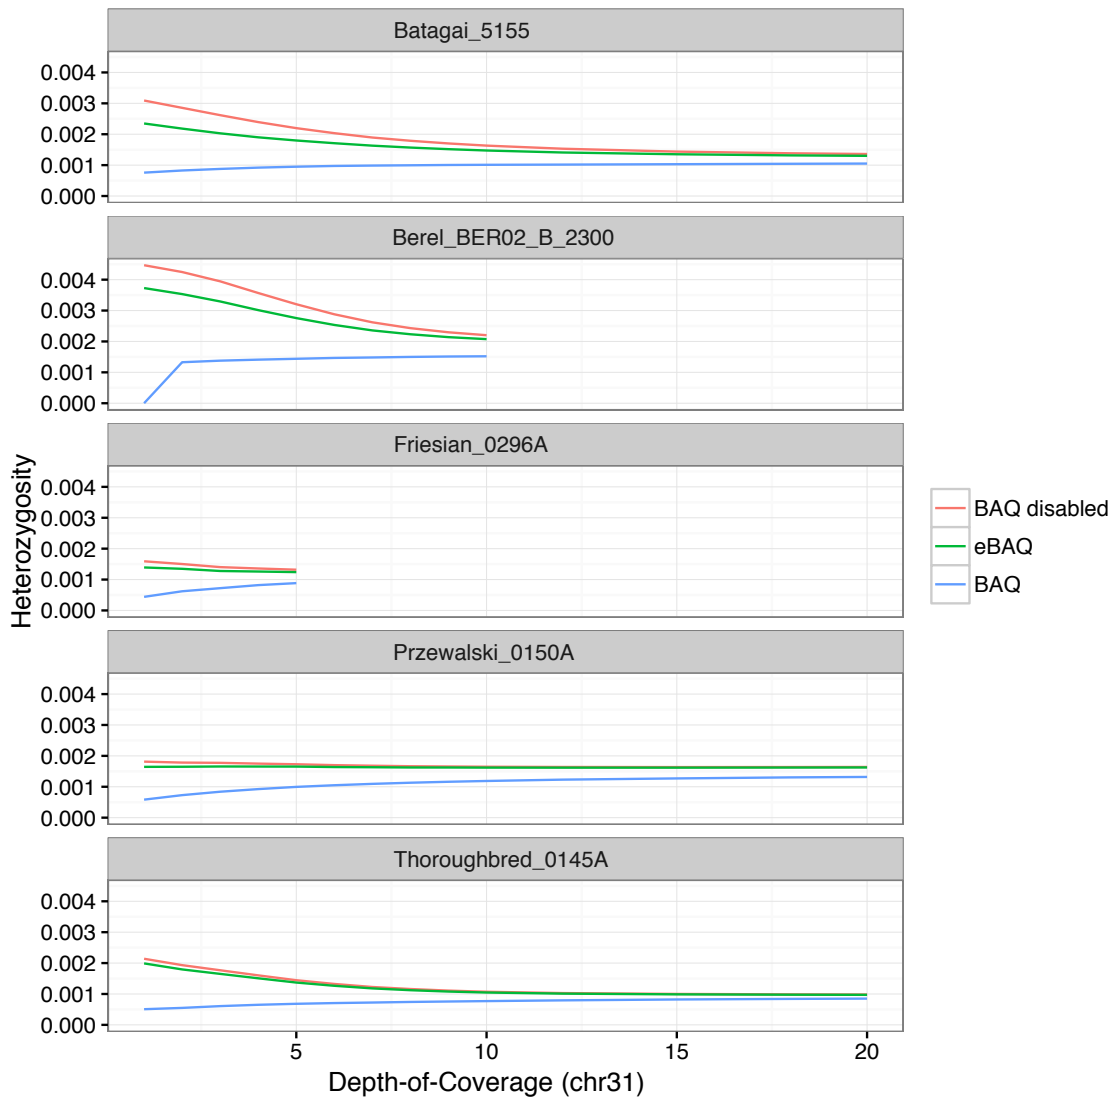 Batagai_5155
0.004
0.003
0.002
0.001
0.000
Berel_BER02_B_2300
0.004
0.003
0.002
0.001
0.000
Friesian_0296A
0.004
0.003
0.002
0.001
0.000
Przewalski_0150A
0.004
0.003
0.002
0.001
0.000
Thoroughbred_0145A
0.004
0.003
0.002
0.001
0.000
5 10 15 20
Depth-of-Coverage (chr31)
Heterozygosity
BAQ disabled
eBAQ
BAQ